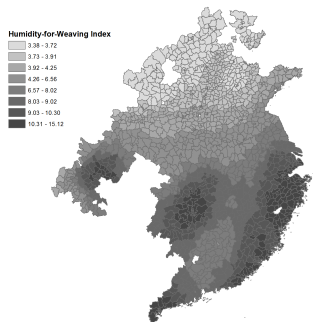 Humidity-for-Weaving Index
3.38 - 3.72
3.73 - 3.91
3.92 - 4.25
4.26 - 6.56
6.57 - 8.02
8.03 - 9.02
9.03 - 10.30
10.31 - 15.12